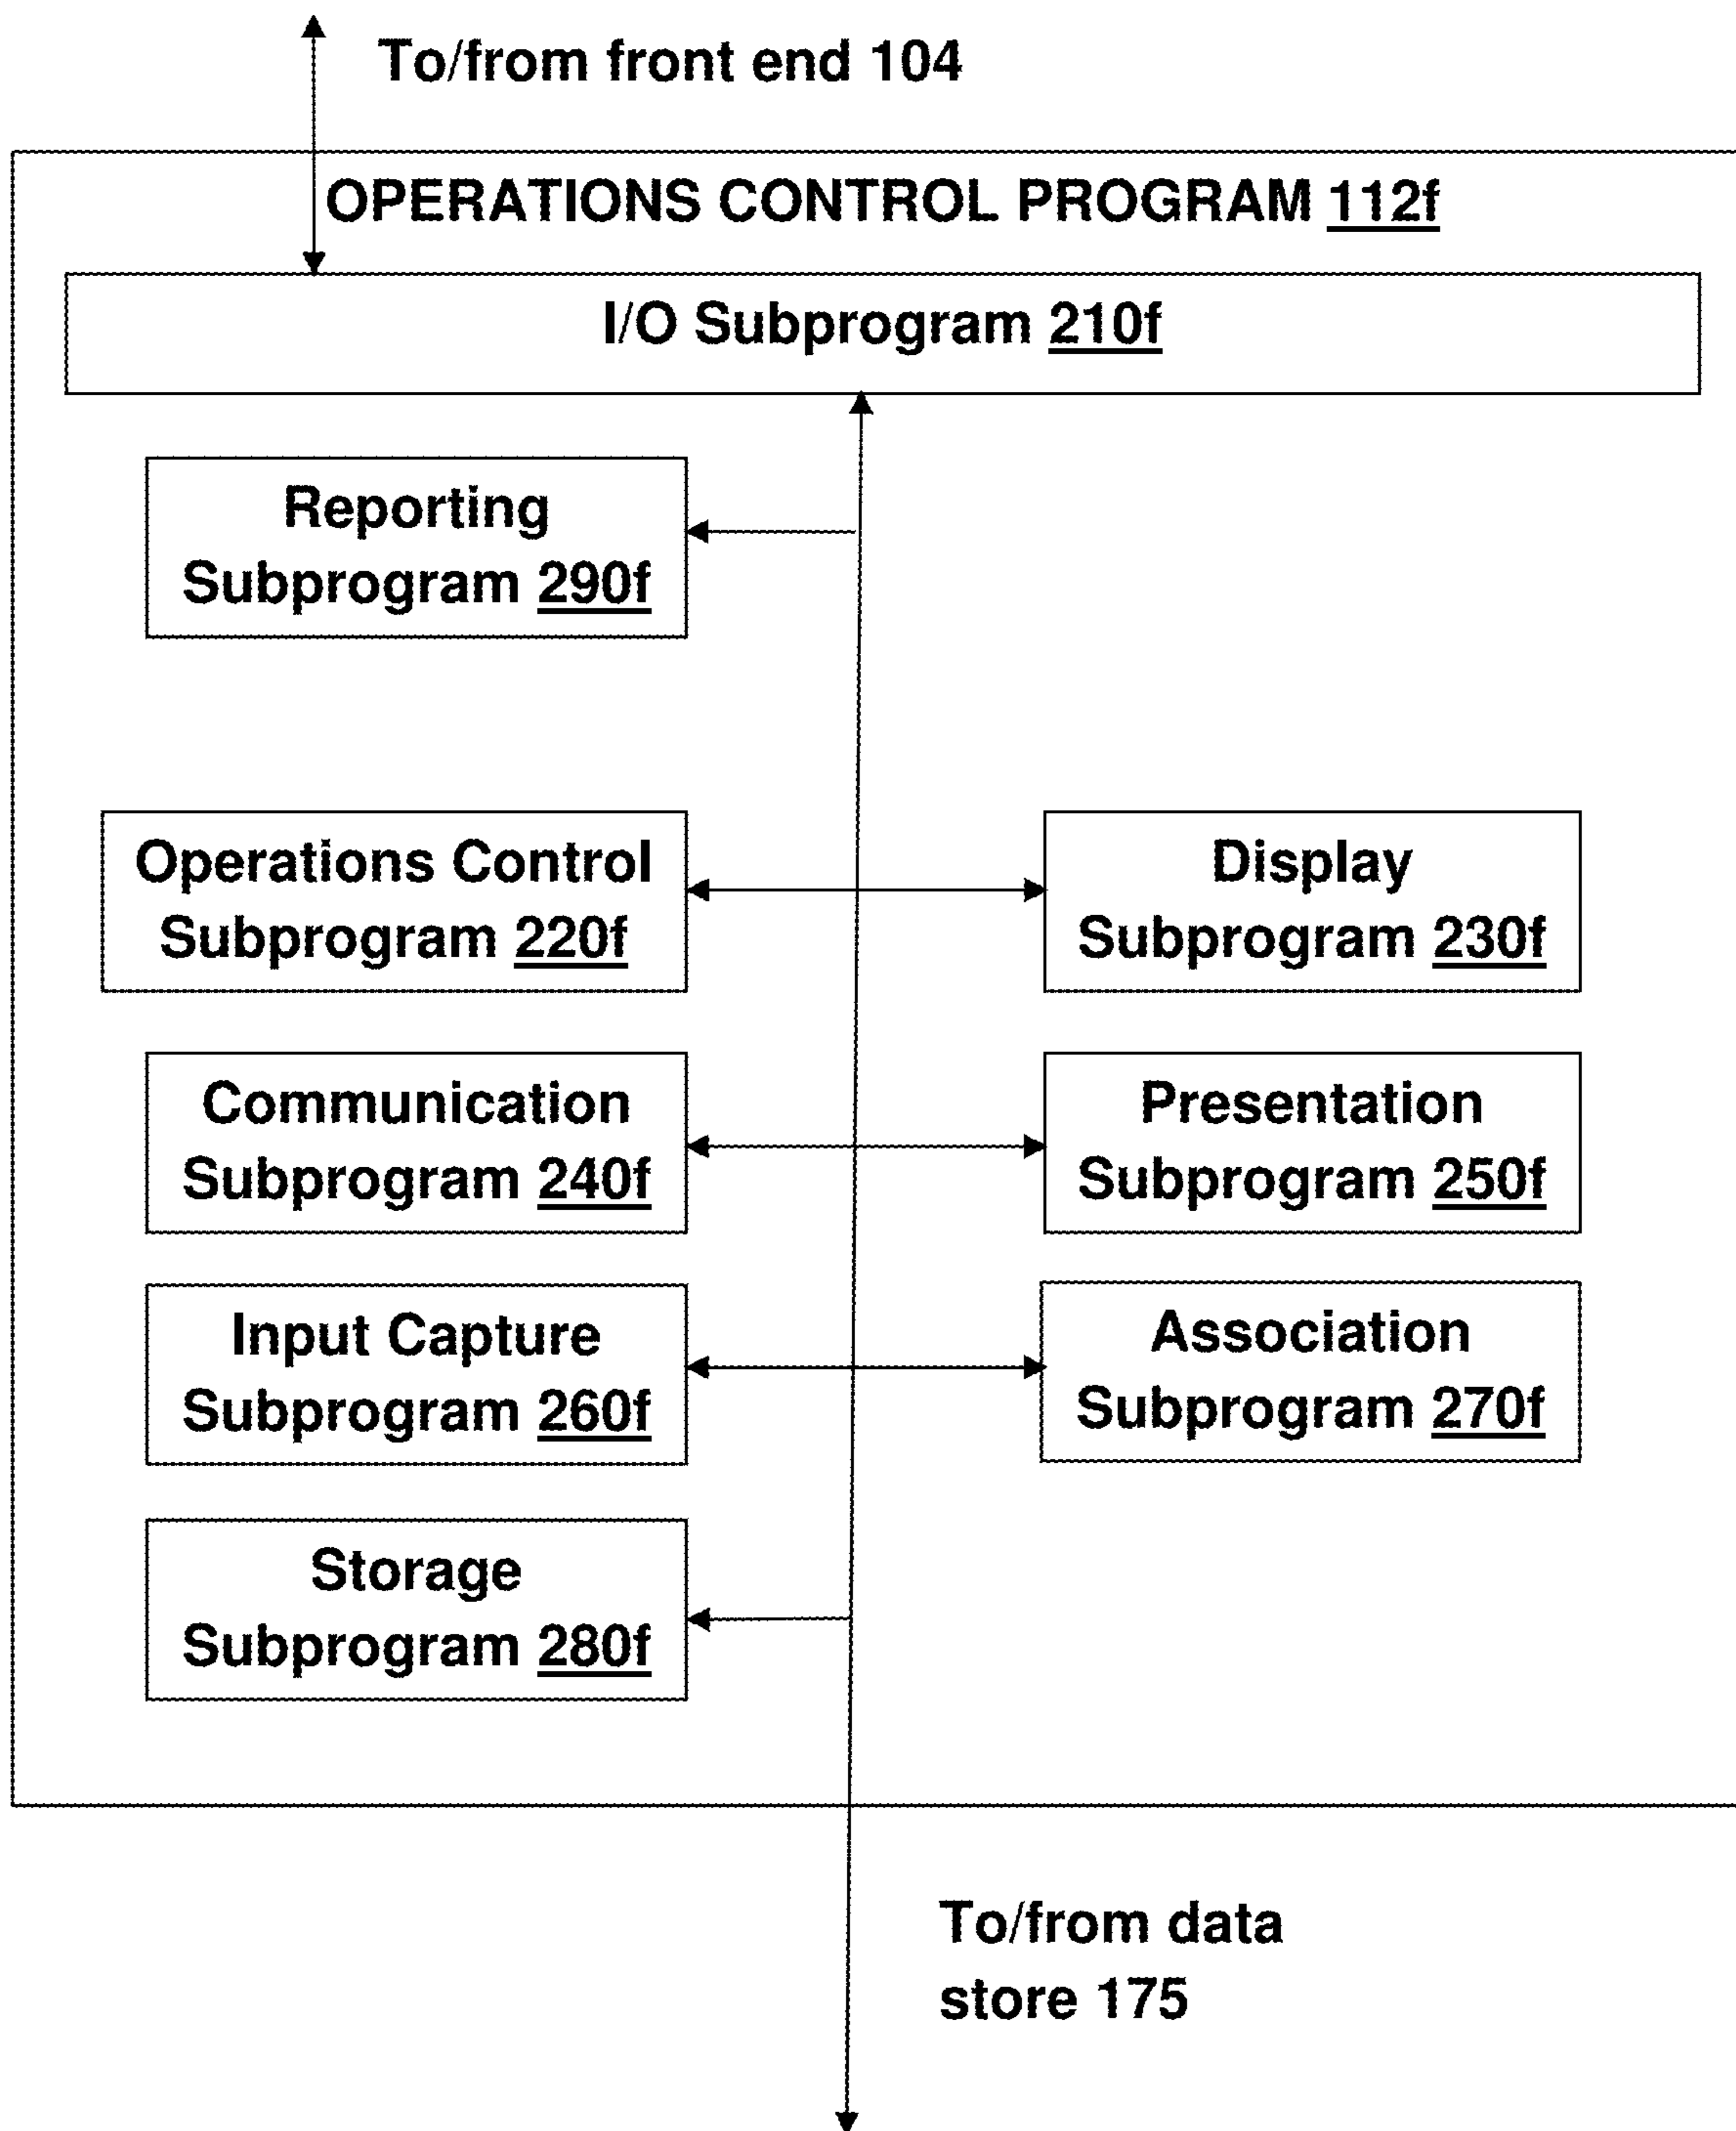 To/from front end 104
OPERATIONS CONTROL PROGRAM 112f
I/O Subprogram 210f
Reporting
Subprogram 290f
Operations Control
Subprogram 220f
Display
Subprogram 230f
Communication
Subprogram 240f
Presentation
Subprogram 250f
Input Capture
Subprogram 260f
Association
Subprogram 270f
Storage
Subprogram 280f
To/from data
store 175